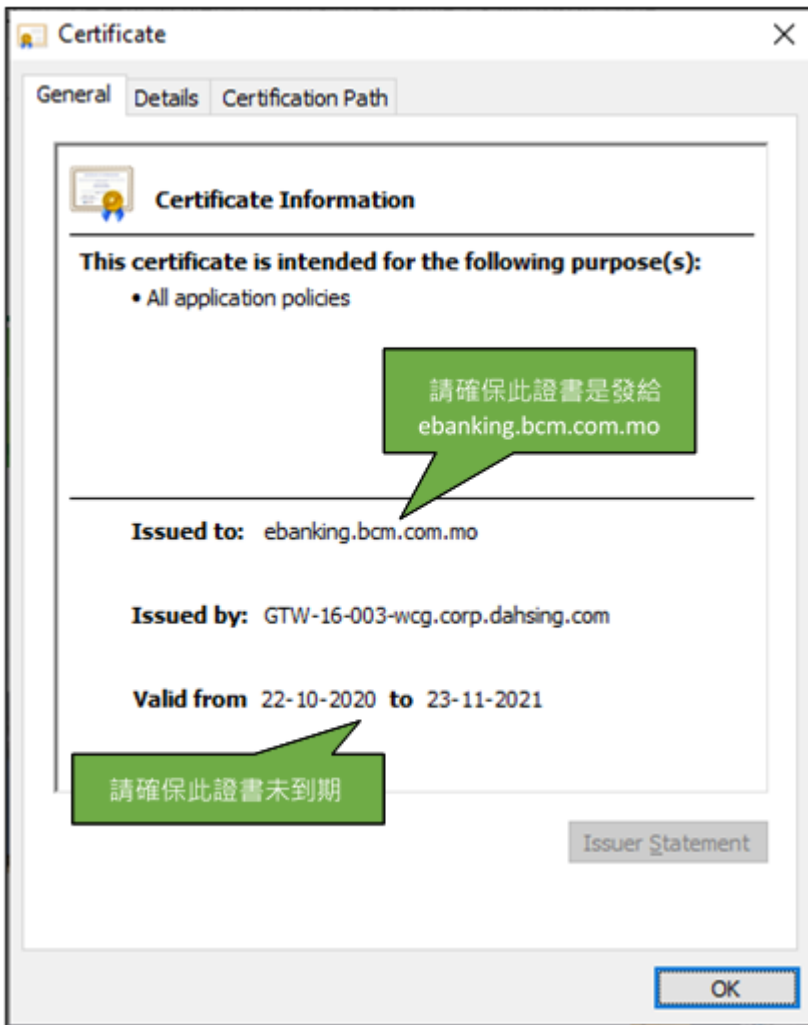 Certificate
General Details Certification Path
Certificate Information
This certificate is intended for the following purpose(s):
• All application policies
請確保此證書是發給
ebanking.bcm.com.mo
Issued to: ebanking.bcm.com.mo
Issued by: GTW-16-003-wcg.corp.dahsing.com
Valid from 22-10-2020 to 23-11-2021
請確保此證書未到期
Issuer Statement
OK